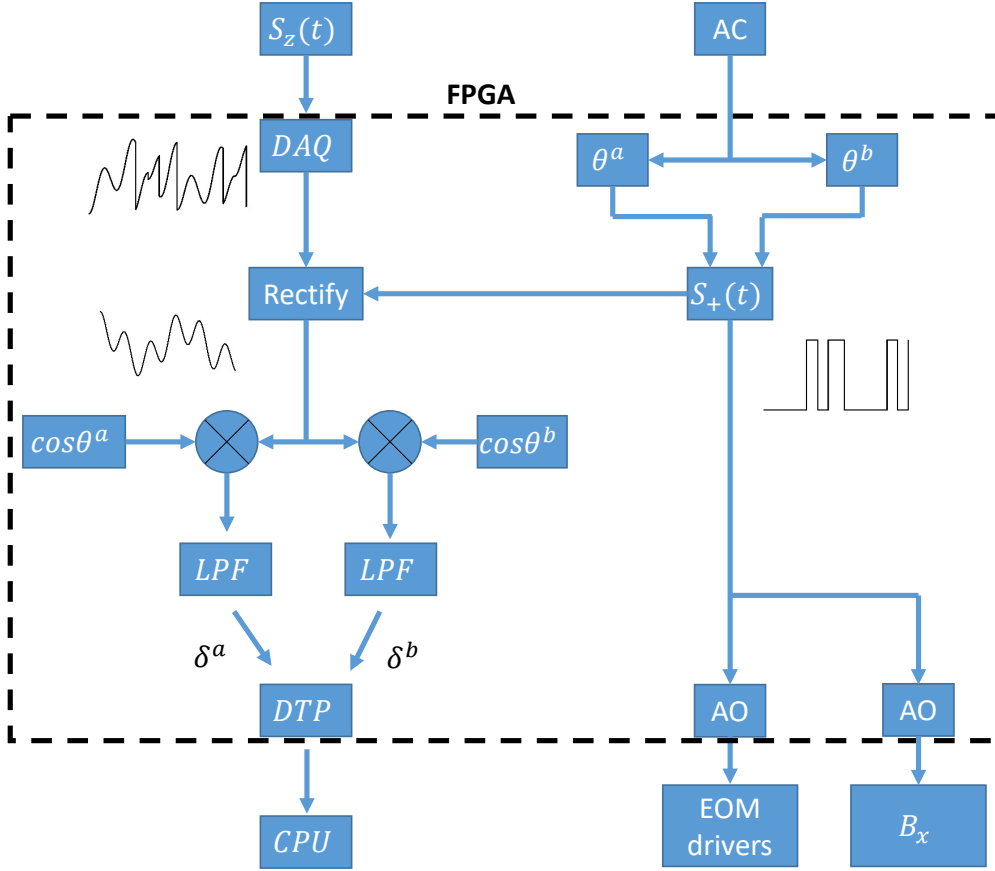 S_z(t)
AC
FPGA
DAQ
θ^a
θ^b
Rectify
S_+(t)
cosθ^a
cosθ^b
LPF
LPF
δ^a
δ^b
DTP
AO
AO
CPU
EOM
drivers
B_x